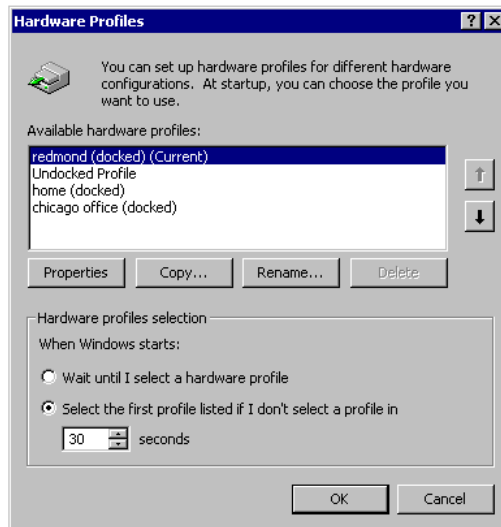 Hardware Profiles
You can set up hardware profiles for different hardware
configurations. At startup, you can choose the profile you
want to use.
Available hardware profiles:
redmond (docked) (Current)
Undocked Profile
home (docked)
chicago office (docked)
Properties
Copy...
Rename...
Delete
Hardware profiles selection
When Windows starts:
Wait until I select a hardware profile
Select the first profile listed if I don't select a profile in
30 seconds
OK
Cancel